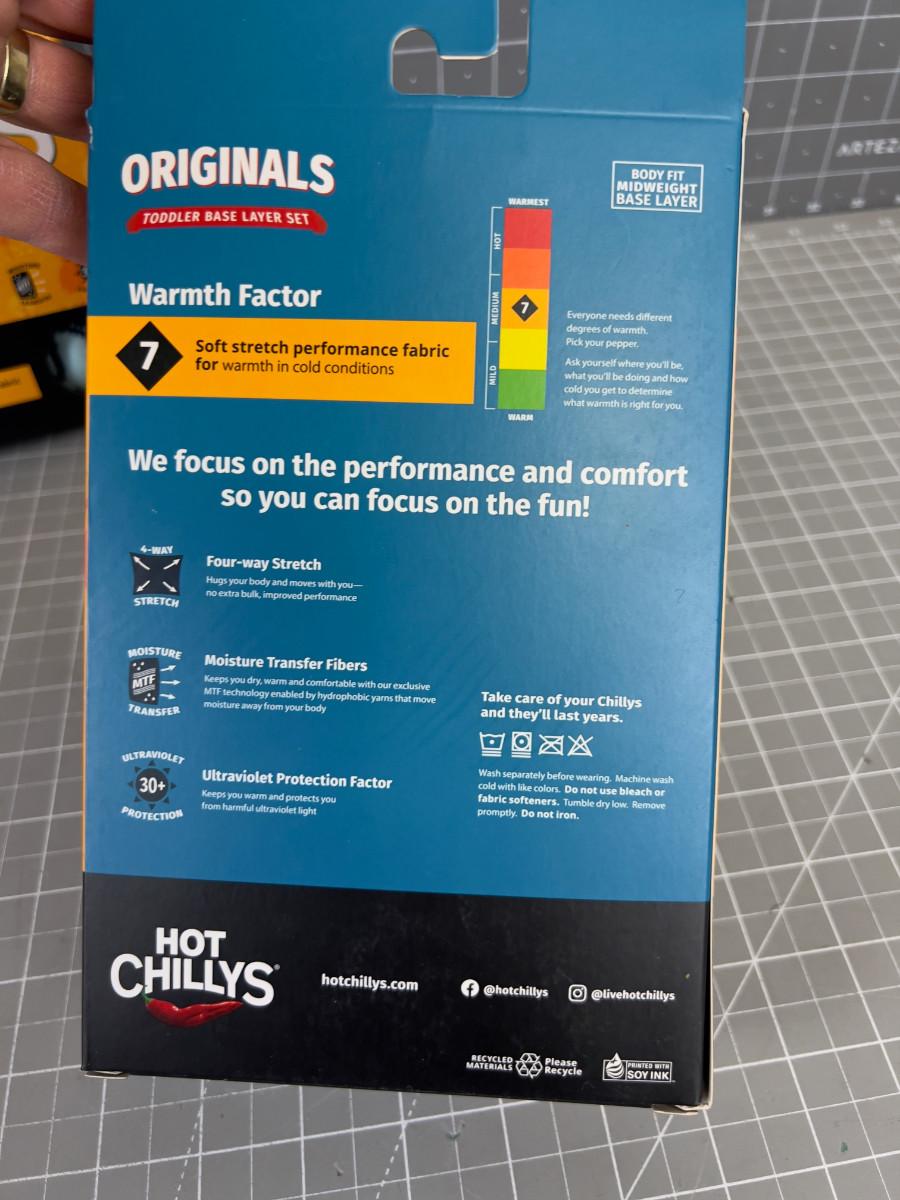 ARTEZ
ORIGINALS
TODDLER BASE LAYER SET
BODY FIT
MIDWEIGHT
BASE LAYER
WARMEST
HOT
MEDIUM
MILD
7
WARM
Warmth Factor
7
Soft stretch performance fabric
for warmth in cold conditions
Everyone needs different
degrees of warmth.
Pick your pepper.
Ask yourself where you'll be,
what you'll be doing and how
cold you get to determine
what warmth is right for you.
We focus on the performance and comfort
so you can focus on the fun!
4-WAY
STRETCH
Four-way Stretch
Hugs your body and moves with you—
no extra bulk, improved performance
MOISTURE
MTF
TRANSFER
Moisture Transfer Fibers
Keeps you dry, warm and comfortable with our exclusive
MTF technology enabled by hydrophobic yarns that move
moisture away from your body
ULTRAVIOLET
30+
PROTECTION
Ultraviolet Protection Factor
Keeps you warm and protects you
from harmful ultraviolet light
Take care of your Chillys
and they'll last years.
Wash separately before wearing. Machine wash
cold with like colors. Do not use bleach or
fabric softeners. Tumble dry low. Remove
promptly. Do not iron.
HOT
CHILLYS®
hotchillys.com
@hotchillys
@livehotchillys
RECYCLED
MATERIALS
Please
Recycle
PRINTED WITH
SOY INK™